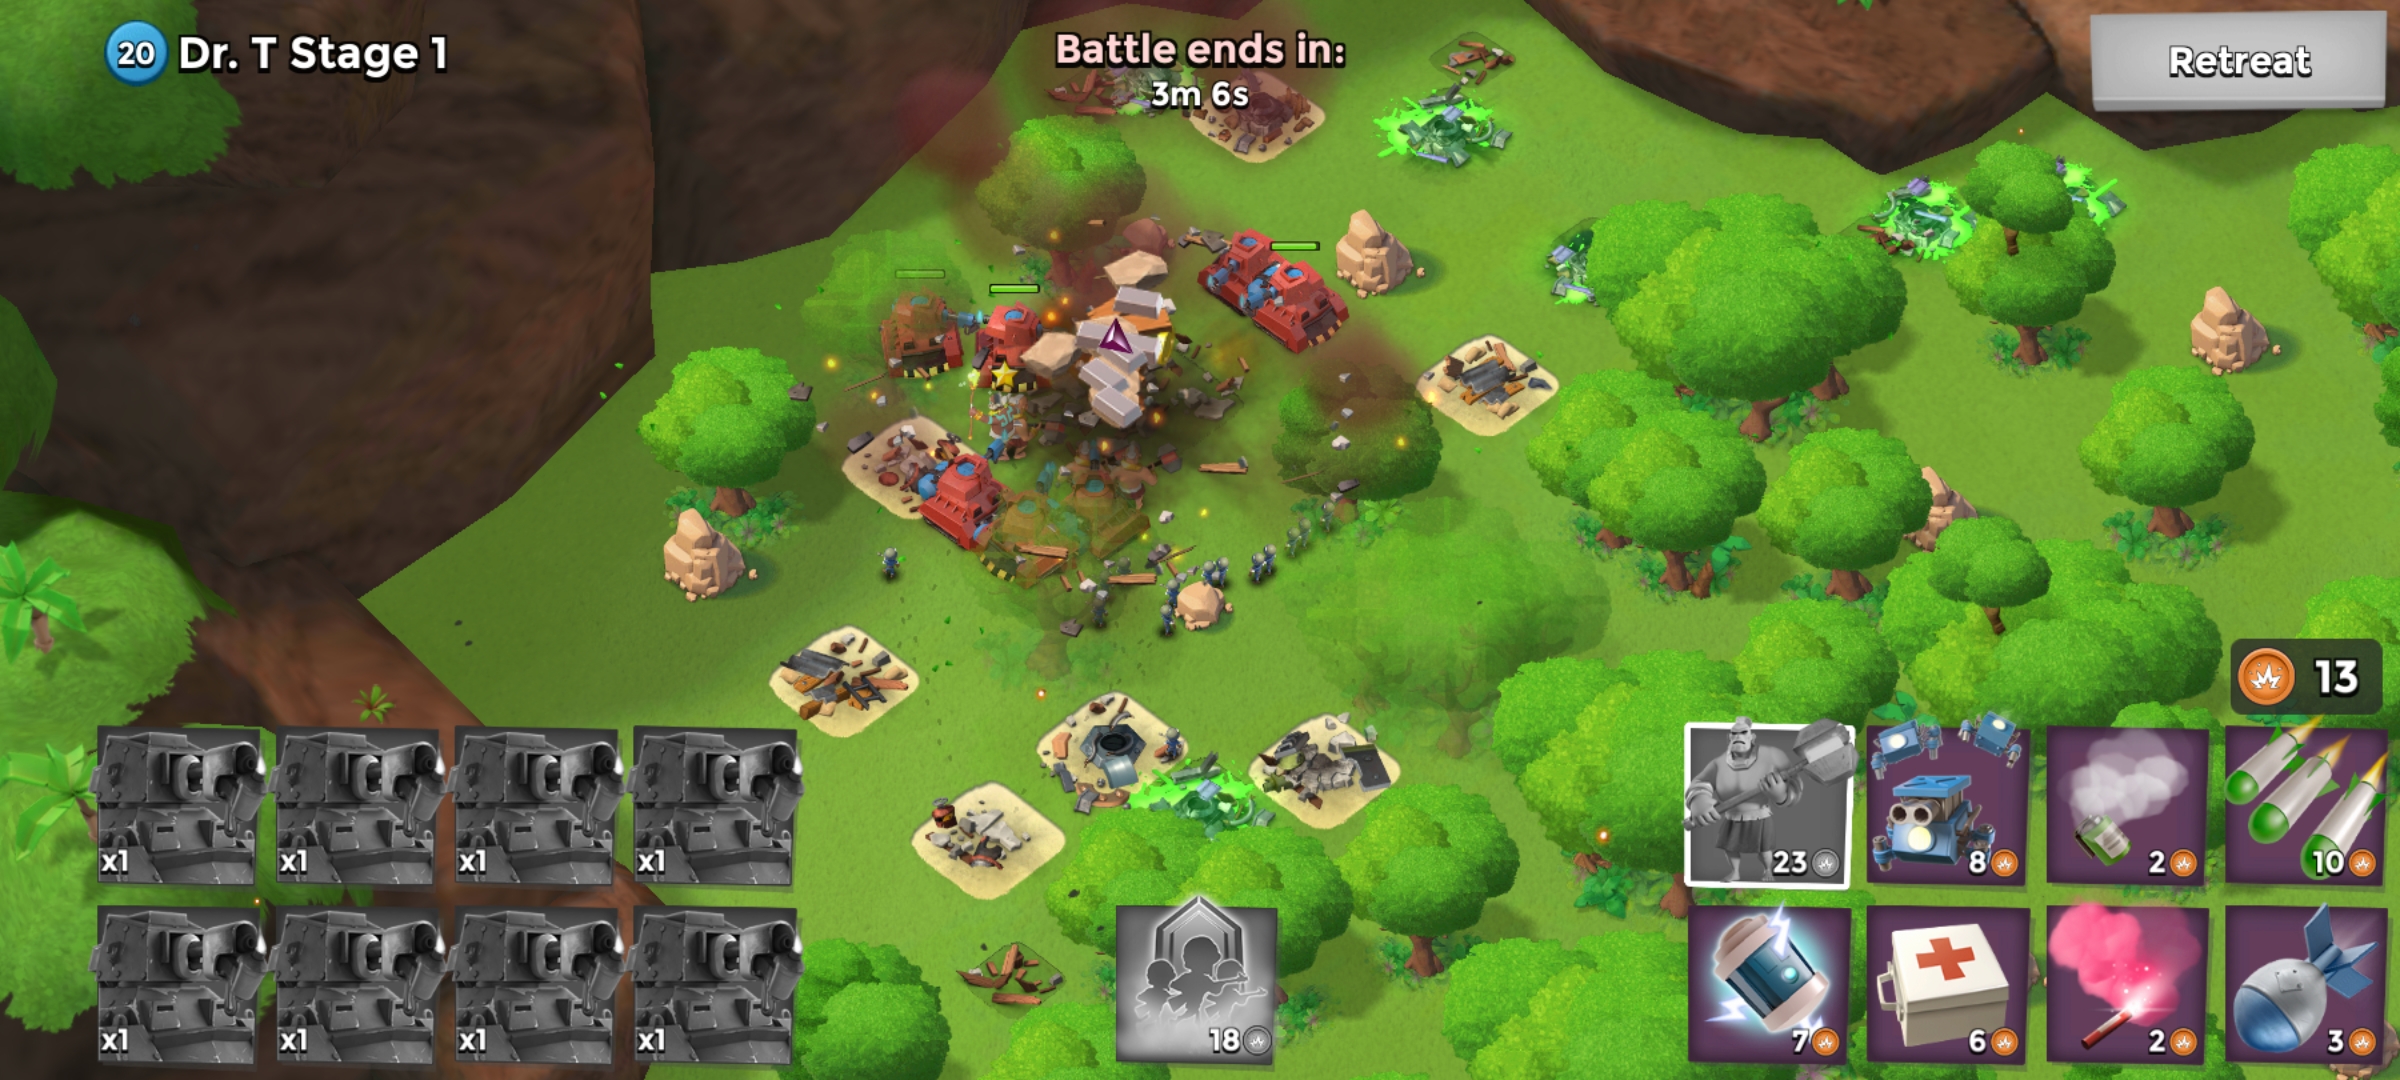 20 Dr. T Stage 1
Battle ends in:
3m 6s
Retreat
13
x1 x1 x1 x1
23 8 2 10
x1 x1 x1 x1
18
7 6 2 3